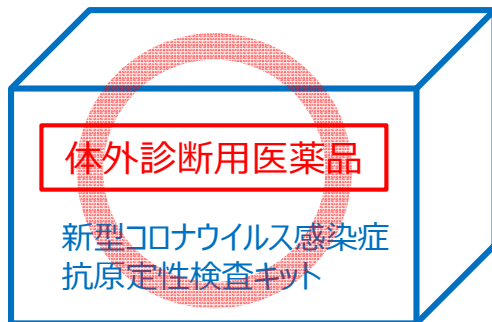 体外診断用医薬品
新型コロナウイルス感染症
抗原定性検査キット